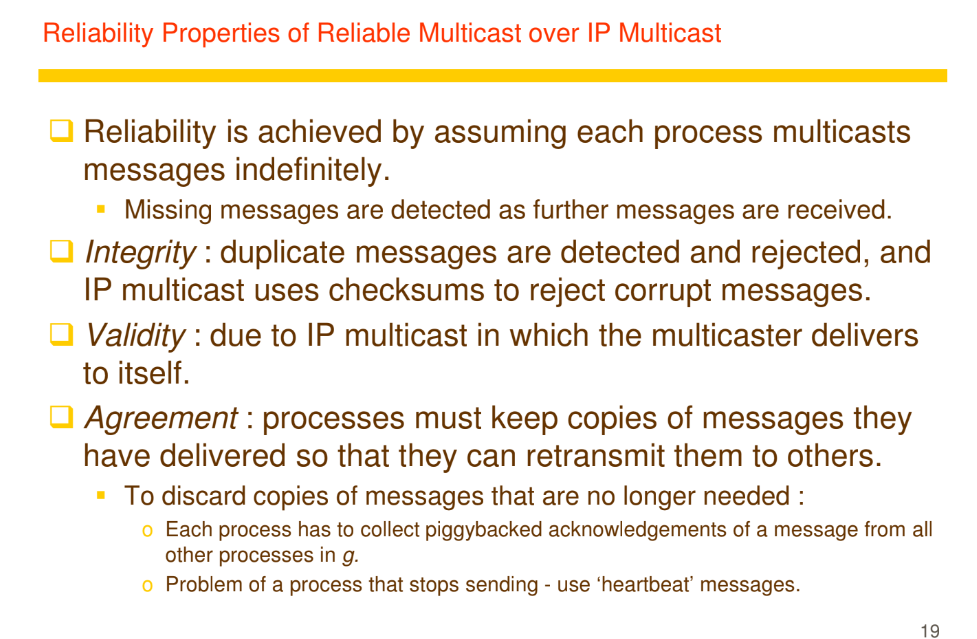 Reliability Properties of Reliable Multicast over IP Multicast
Reliability is achieved by assuming each process multicasts
messages indefinitely.
Missing messages are detected as further messages are received.
Integrity : duplicate messages are detected and rejected, and
IP multicast uses checksums to reject corrupt messages.
Validity : due to IP multicast in which the multicaster delivers
to itself.
Agreement : processes must keep copies of messages they
have delivered so that they can retransmit them to others.
To discard copies of messages that are no longer needed :
o Each process has to collect piggybacked acknowledgements of a message from all
other processes in g.
o Problem of a process that stops sending - use ‘heartbeat’ messages.
19